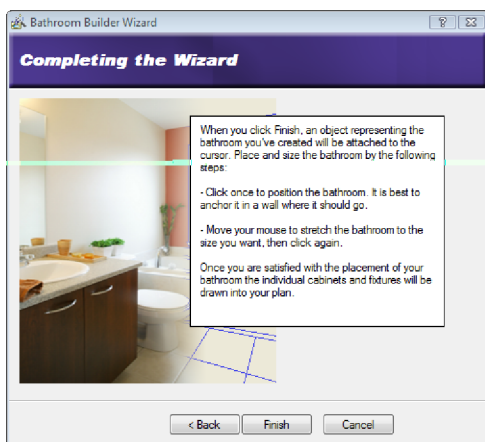 Bathroom Builder Wizard
Completing the Wizard
When you click Finish, an object representing the
bathroom you've created will be attached to the
cursor. Place and size the bathroom by the following
steps:
- Click once to position the bathroom. It is best to
anchor it in a wall where it should go.
- Move your mouse to stretch the bathroom to the
size you want, then click again.
Once you are satisfied with the placement of your
bathroom the individual cabinets and fixtures will be
drawn into your plan.
< Back Finish Cancel